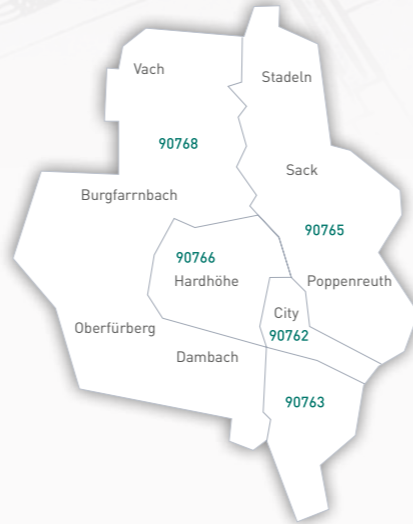 Vach
Stadeln
90768
Sack
Burgfarrnbach
90765
90766
Hardhöhe
Poppenreuth
City
Oberfürberg
90762
Dambach
90763